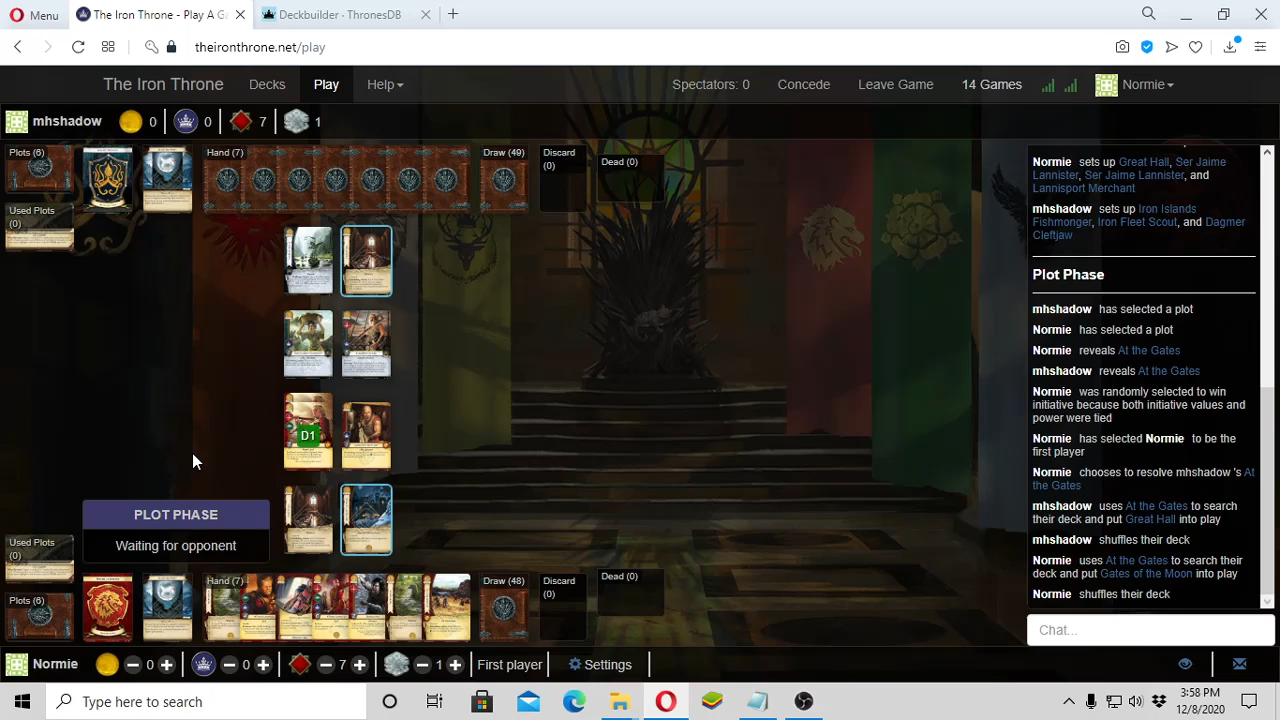 Menu
The Iron Throne - Play A Ga
Deckbuilder - ThronesDB
theironthrone.net/play
The Iron Throne
Decks
Play
Help
Spectators: 0
Concede
Leave Game
14 Games
Normie
mhshadow
0
0
7
1
Plots (6)
Hand (7)
Draw (48)
Discard
(0)
Dead (0)
Used Plots
(0)
D1
PLOT PHASE
Waiting for opponent
Used Plots
(0)
Plots (6)
Hand (7)
Draw (48)
Discard
(0)
Dead (0)
Normie sets up Great Hall, Ser Jaime
Lannister, Ser Jaime Lannister, and
Lannisport Merchant
mhshadow sets up Iron Islands
Fishmonger, Iron Fleet Scout, and Dagmer
Cleftjaw
Plot Phase
mhshadow has selected a plot
Normie has selected a plot
Normie reveals At the Gates
mhshadow reveals At the Gates
Normie was randomly selected to win
initiative because both initiative values and
power were tied
Normie selected Normie to be the
first player
Normie chooses to resolve mhshadow 's At
the Gates
mhshadow uses At the Gates to search
their deck and put Great Hall into play
mhshadow shuffles their deck
Normie uses At the Gates to search their
deck and put Gates of the Moon into play
Normie shuffles their deck
Chat...
Normie
0
0
7
1
First player
Settings
Type here to search
3:58 PM
12/8/2020